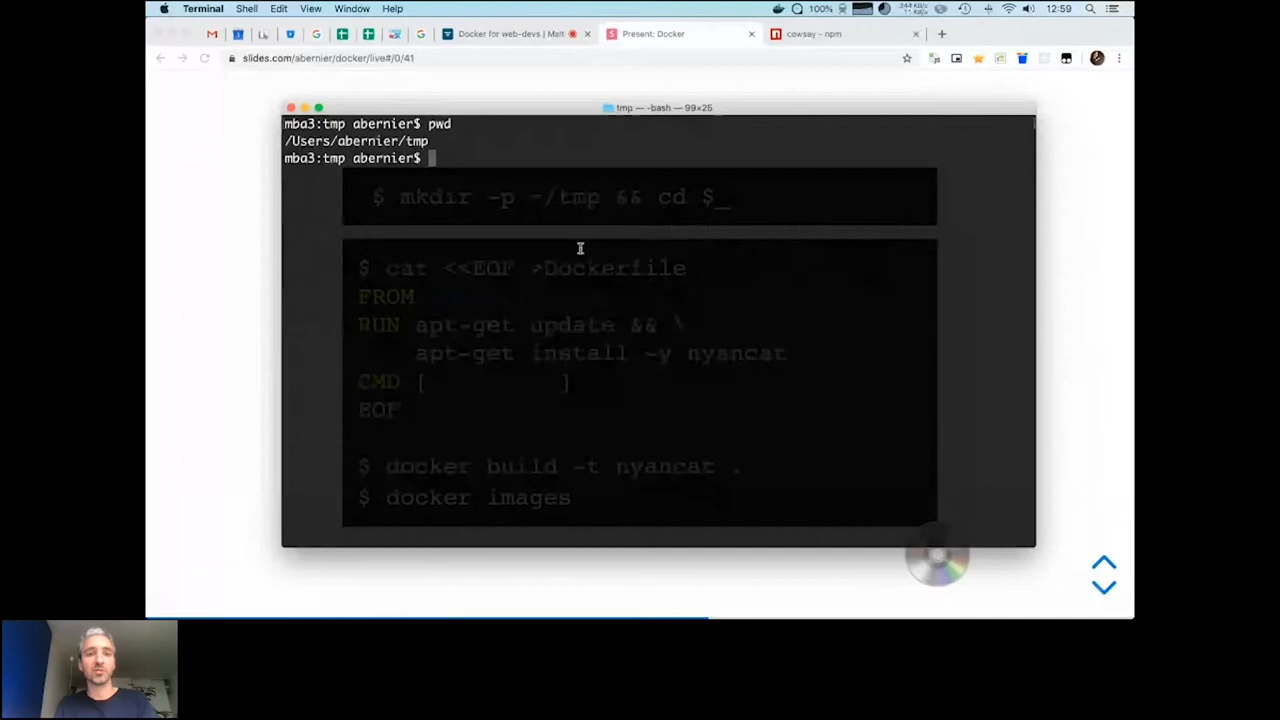 Terminal Shell Edit View Window Help 100% 12:59
Docker for web-devs. | Malt Present: Docker cowsay - npm
slides.com/abernier/docker/live#/0/41
tmp — -bash — 99×25
mba3:tmp abernier$ pwd
/Users/abernier/tmp
mba3:tmp abernier$
$ mkdir -p ~/tmp && cd $_
$ cat <<EOF >Dockerfile
FROM
RUN apt-get update && \
apt-get install -y nyancat
CMD [ ]
EOF
$ docker build -t nyancat .
$ docker images